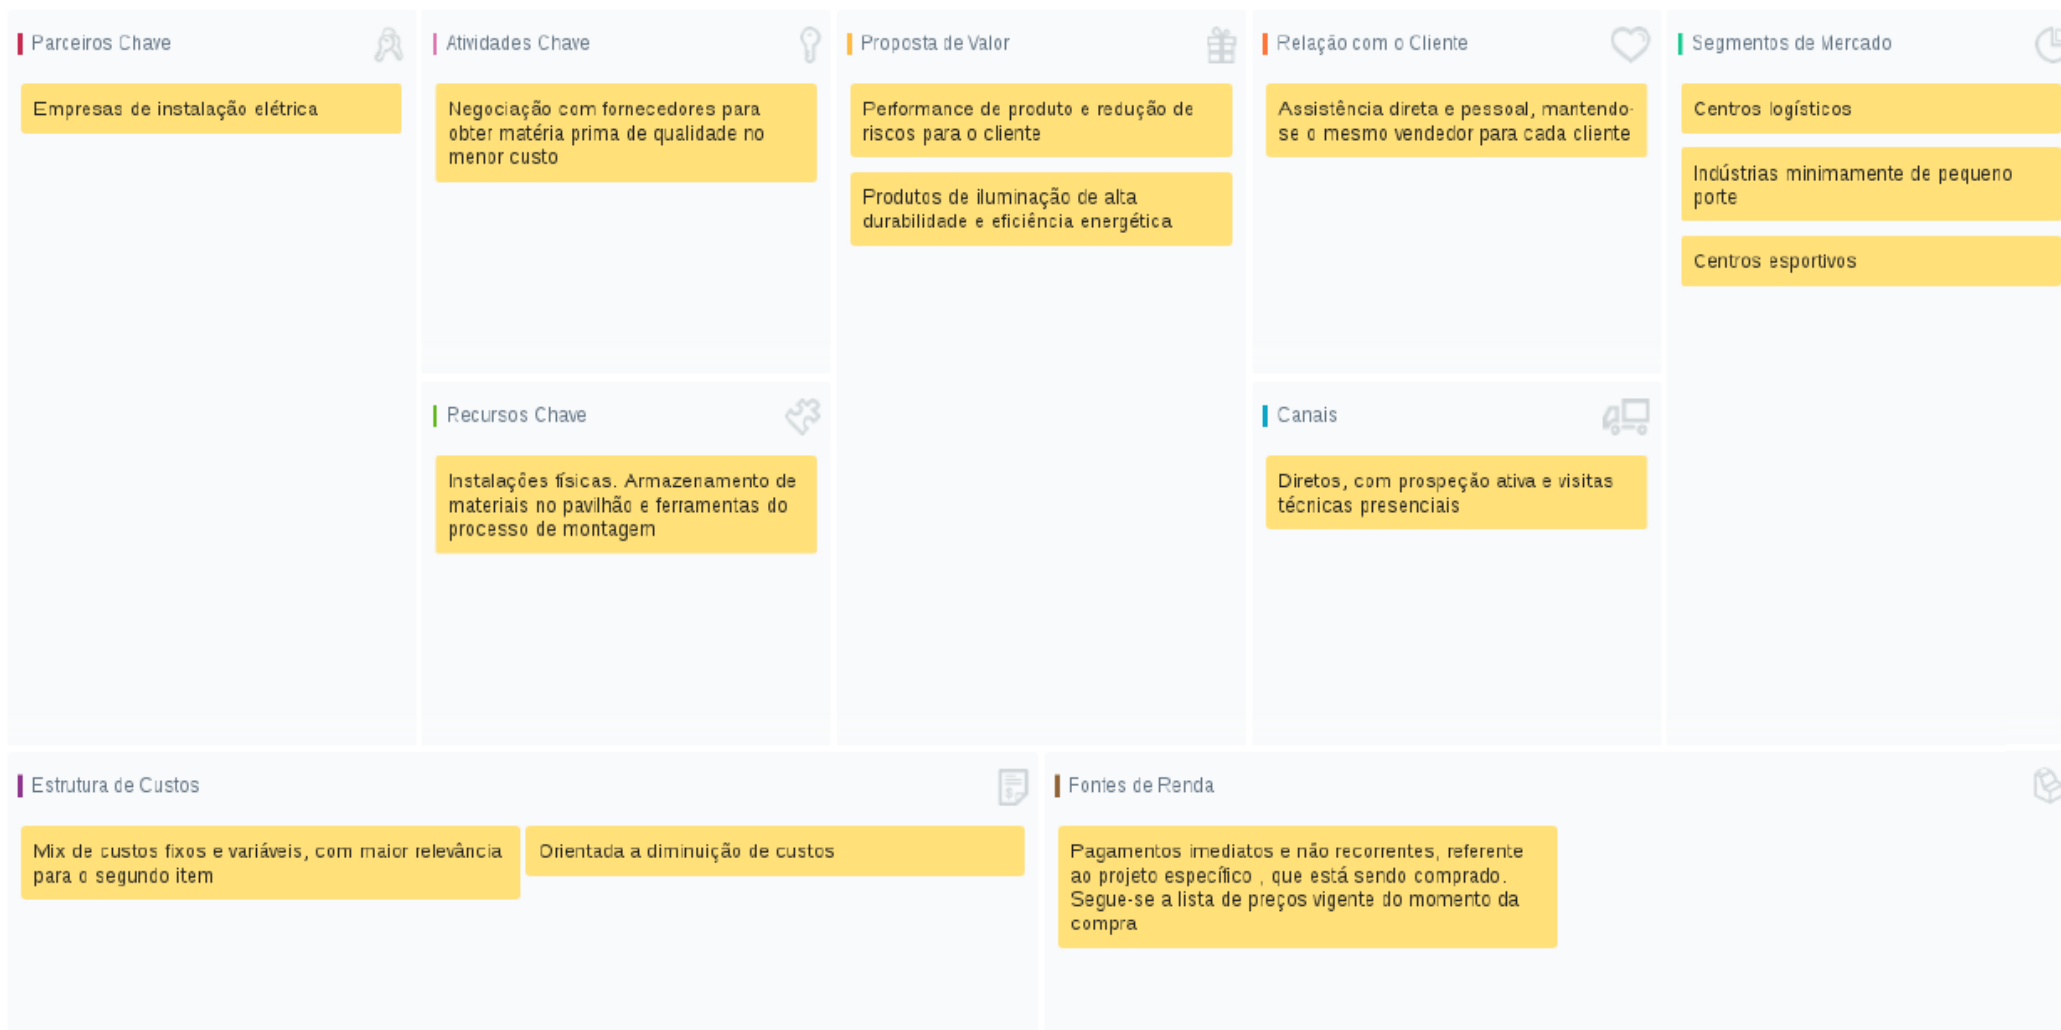 Parceiros Chave
Empresas de instalação elétrica
Atividades Chave
Negociação com fornecedores para
obter matéria prima de qualidade no
menor custo
Recursos Chave
Instalações físicas. Armazenamento de
materiais no pavilhão e ferramentas do
processo de montagem
Proposta de Valor
Performance de produto e redução de
riscos para o cliente
Produtos de iluminação de alta
durabilidade e eficiência energética
Relação com o Cliente
Assistência direta e pessoal, mantendo-
se o mesmo vendedor para cada cliente
Canais
Diretos, com prospeção ativa e visitas
técnicas presenciais
Segmentos de Mercado
Centros logísticos
Indústrias minimamente de pequeno
porte
Centros esportivos
Estrutura de Custos
Mix de custos fixos e variáveis, com maior relevância
para o segundo item
Orientada a diminuição de custos
Fontes de Renda
Pagamentos imediatos e não recorrentes, referente
ao projeto específico , que está sendo comprado.
Segue-se a lista de preços vigente do momento da
compra